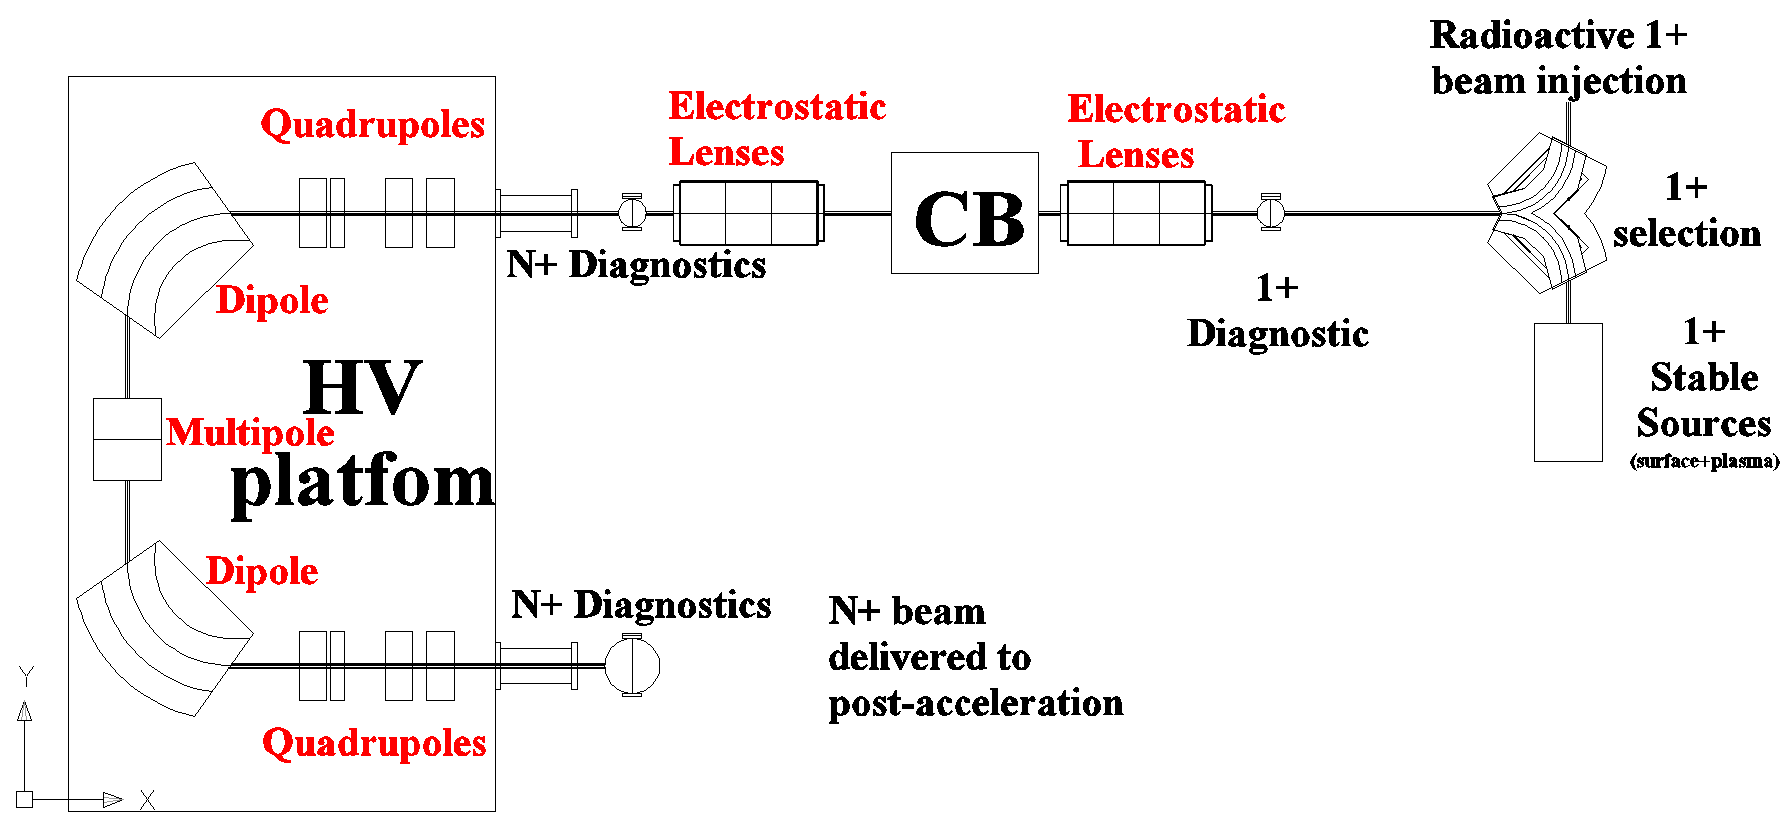 Radioactive 1+
beam injection
Electrostatic
Lenses
Electrostatic
Lenses
Quadrupoles
CB
1+
selection
N+ Diagnostics
Dipole
1+
Diagnostic
1+
Stable
Sources
(surface+plasma)
HV
platfom
Multipole
Dipole
N+ Diagnostics
N+ beam
delivered to
post-acceleration
Quadrupoles
Y
X